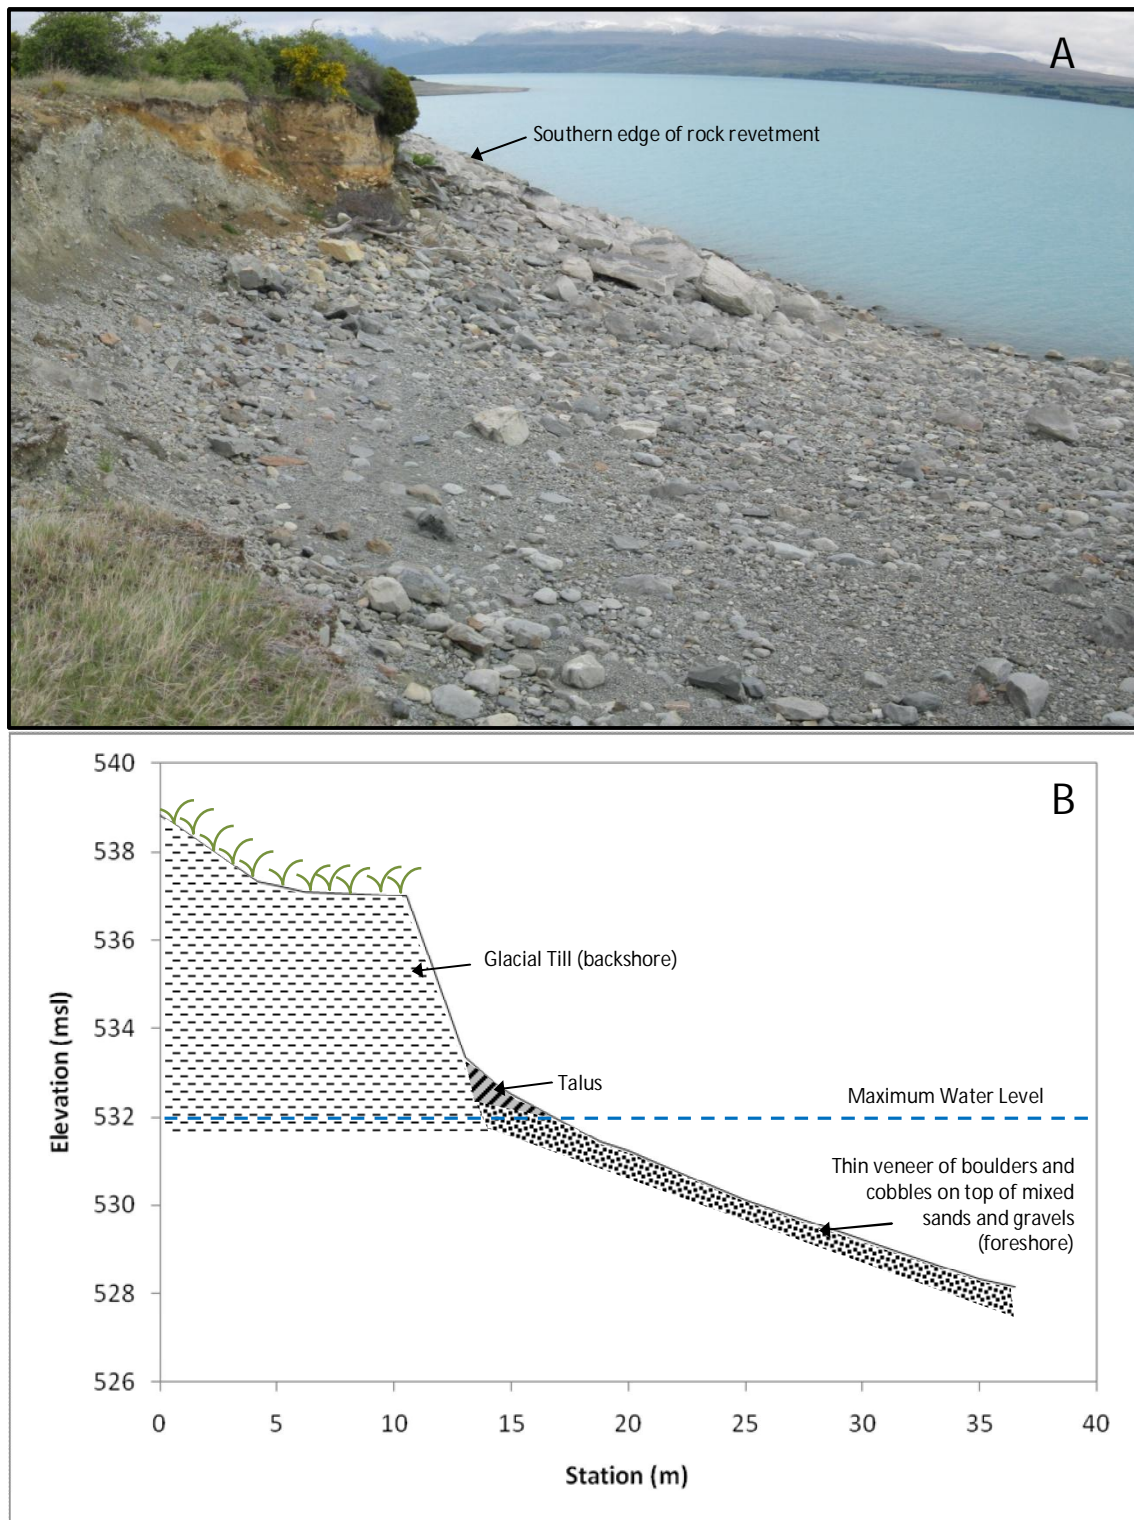 A
Southern edge of rock revetment
B
540
538
536
534
532
530
528
526
Elevation (msl)
Glacial Till (backshore)
Talus
Maximum Water Level
Thin veneer of boulders and
cobbles on top of mixed
sands and gravels
(foreshore)
0 5 10 15 20 25 30 35 40
Station (m)